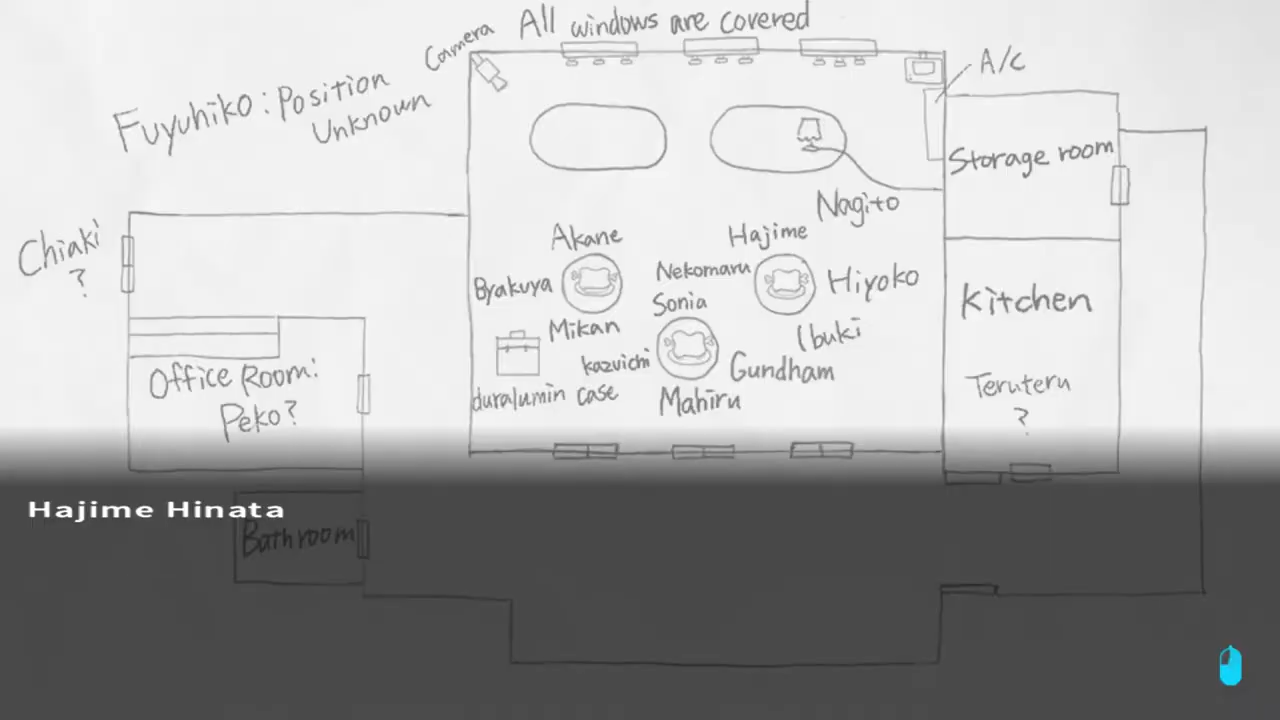 All windows are covered
Camera
A/c
Fuyuhiko: Position
Unknown
Storage room
Nagito
Chiaki
?
Akane
Hajime
Byakuya
Nekomaru
Hiyoko
Sonia
Kitchen
Mikan
Ibuki
kazuichi
Gundham
duralumin case
Mahiru
Teruteru
?
Office Room:
Peko?
Hajime Hinata
Bathroom